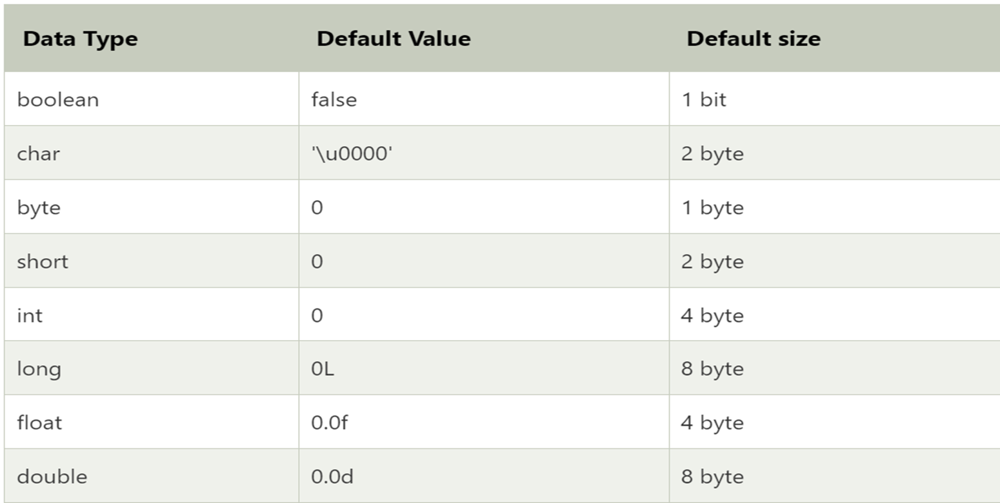 Data Type Default Value Default size
boolean false 1 bit
char '\u0000' 2 byte
byte 0 1 byte
short 0 2 byte
int 0 4 byte
long 0L 8 byte
float 0.0f 4 byte
double 0.0d 8 byte